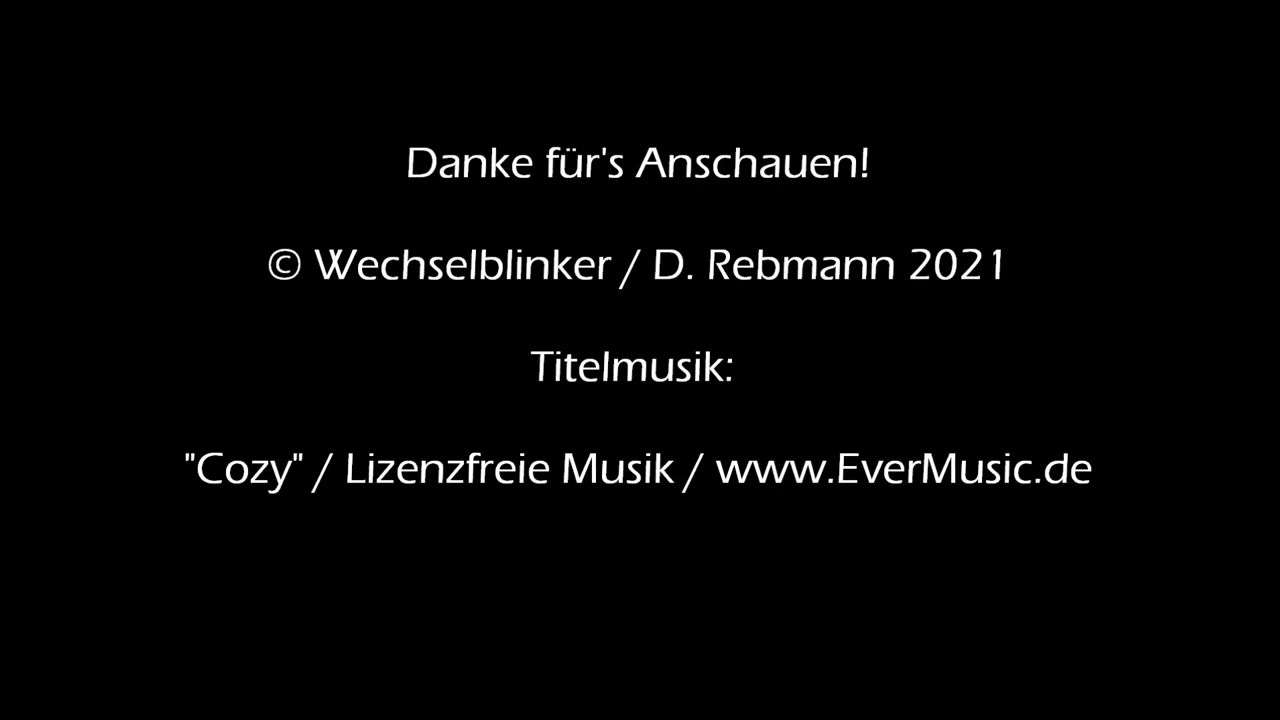 Danke für's Anschauen!
© Wechselblinker / D. Rebmann 2021
Titelmusik:
"Cozy" / Lizenzfreie Musik / www.EverMusic.de